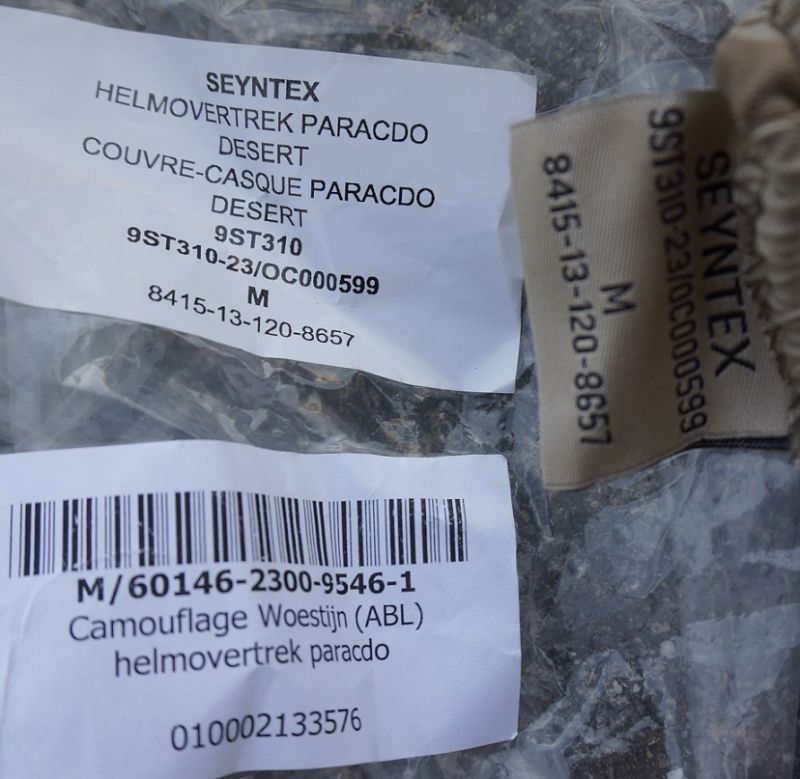 SEYNTEX
HELMOVERTREK PARACDO
DESERT
COUVRE-CASQUE PARACDO
DESERT
9ST310
9ST310-23/OC000599
M
8415-13-120-8657
SEYNTEX
9ST310-23/OC000599
M
8415-13-120-8657
M/60146-2300-9546-1
Camouflage Woestijn (ABL)
helmovertrek paracdo
010002133576